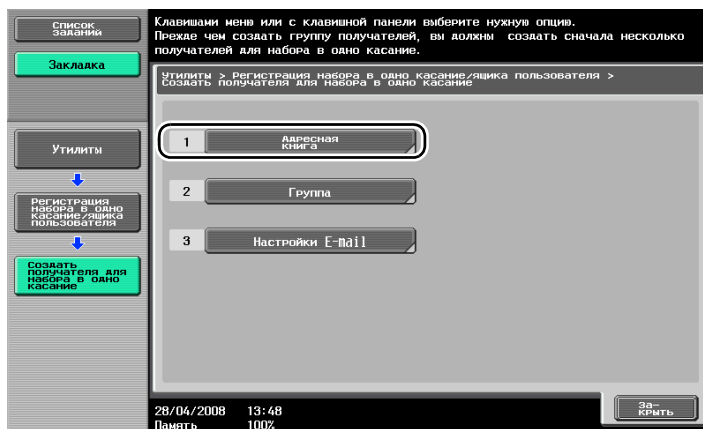 Список
заданий
Закладка
Утилиты
Регистрация
набора в одно
касание/ящика
пользователя
Создать
получателя для
набора в одно
касание
Клавишами меню или с клавишной панели выберите нужную опцию.
Прежде чем создать группу получателей, вы должны создать сначала несколько
получателей для набора в одно касание.
Утилиты > Регистрация набора в одно касание/ящика пользователя >
Создать получателя для набора в одно касание
1 Адресная
книга
2 Группа
3 Настройки E-mail
28/04/2008 13:48
Память 100%
За-
крыть